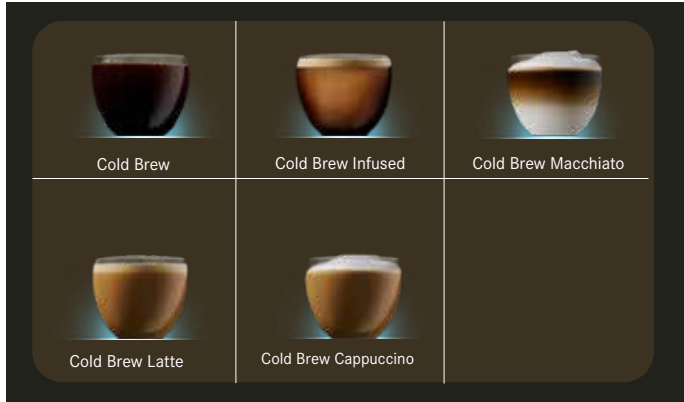 Cold Brew
Cold Brew Infused
Cold Brew Macchiato
Cold Brew Latte
Cold Brew Cappuccino